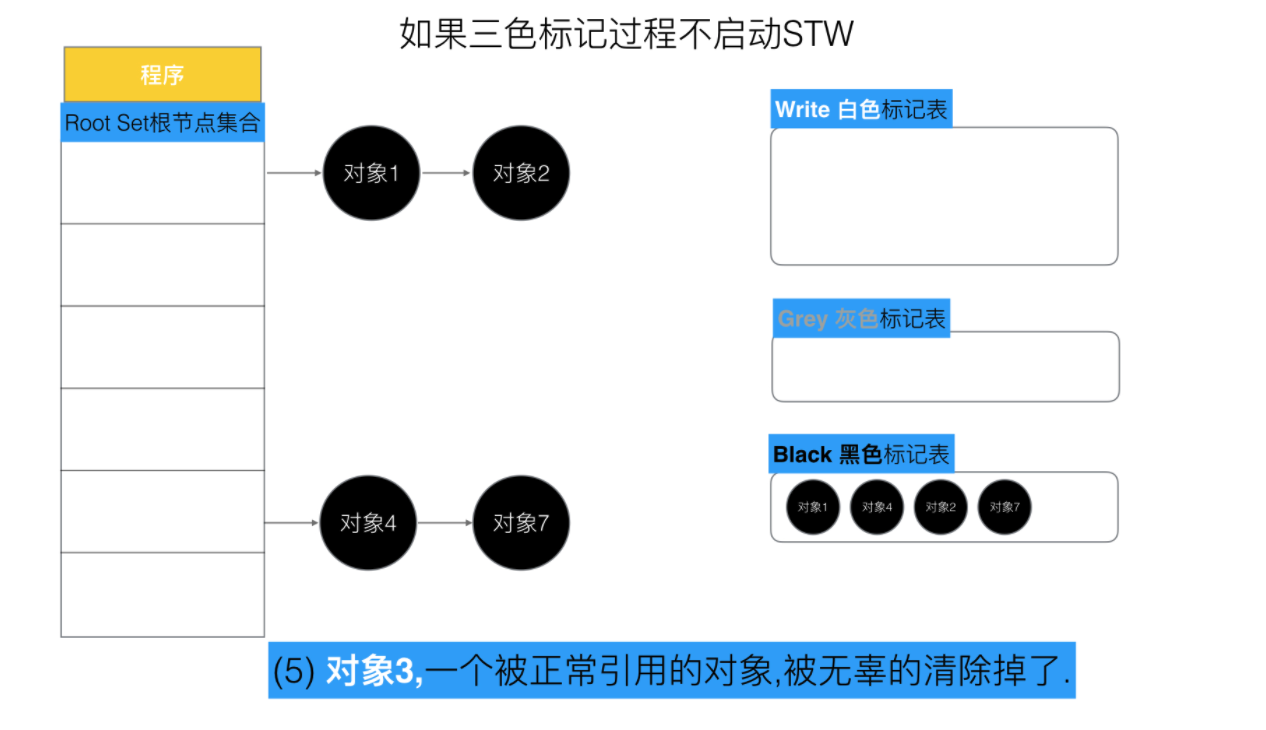 如果三色标记过程不启动STW
程序
Root Set根节点集合
对象1
对象2
对象4
对象7
Write 白色标记表
Grey 灰色标记表
Black 黑色标记表
对象1
对象4
对象2
对象7
(5) 对象3,一个被正常引用的对象,被无辜的清除掉了.